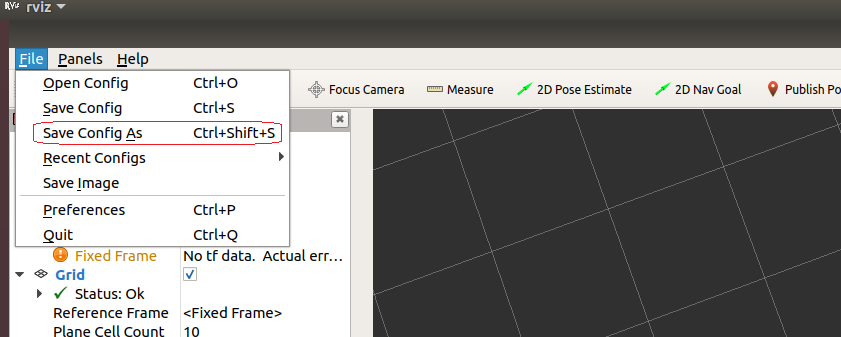 RViz rviz
File Panels Help
Open Config Ctrl+O
Save Config Ctrl+S
Save Config As Ctrl+Shift+S
Recent Configs
Save Image
Preferences Ctrl+P
Quit Ctrl+Q
Focus Camera Measure 2D Pose Estimate 2D Nav Goal Publish Po
Fixed Frame No tf data. Actual err...
Grid
Status: Ok
Reference Frame <Fixed Frame>
Plane Cell Count 10